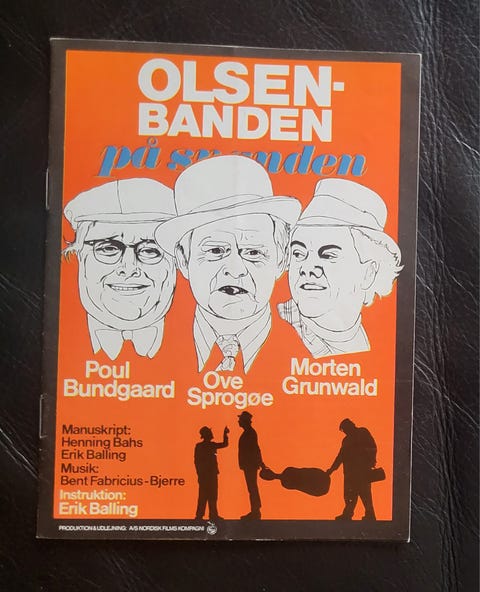 OLSEN-
BANDEN
på spanden
Poul
Bundgaard
Ove
Sprogøe
Morten
Grunwald
Manuskript:
Henning Bahs
Erik Balling
Musik:
Bent Fabricius-Bjerre
Instruktion:
Erik Balling
PRODUKTION & UDLEJNING: A/S NORDISK FILMS KOMPAGNI